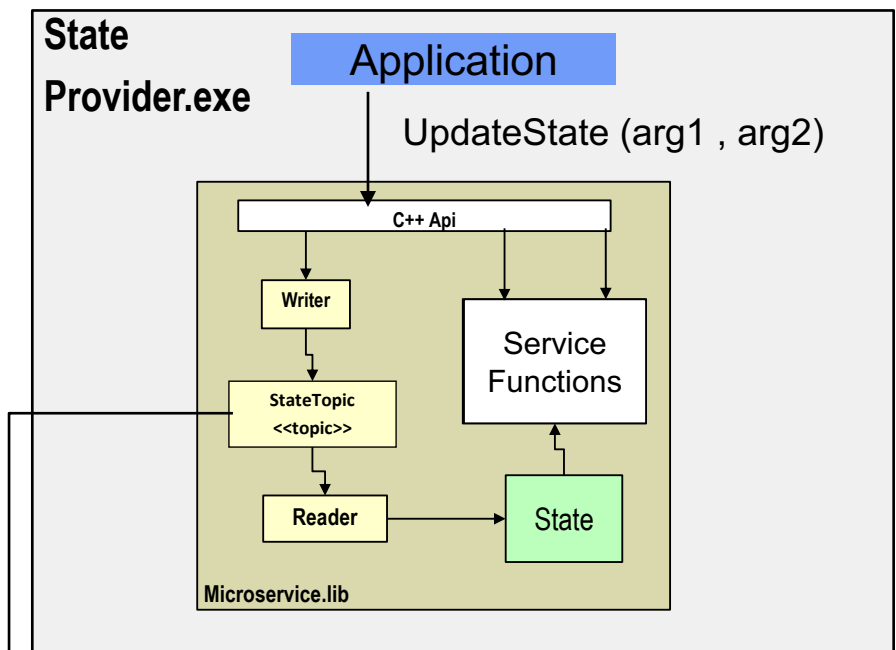 State
Provider.exe
Application
UpdateState (arg1 , arg2)
C++ Api
Writer
Service
Functions
StateTopic
<<topic>>
Reader
State
Microservice.lib